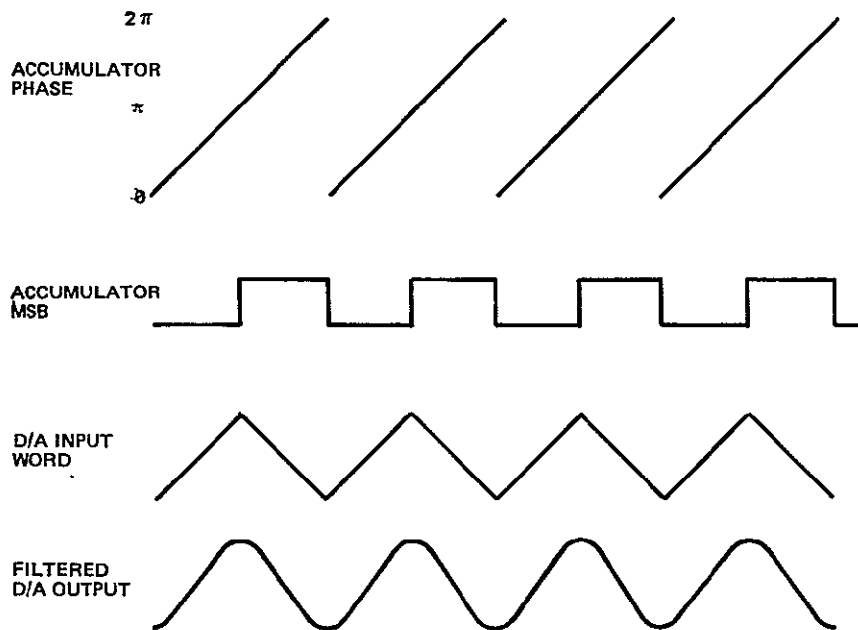 2π
ACCUMULATOR
PHASE
π
0
ACCUMULATOR
MSB
D/A INPUT
WORD
FILTERED
D/A OUTPUT